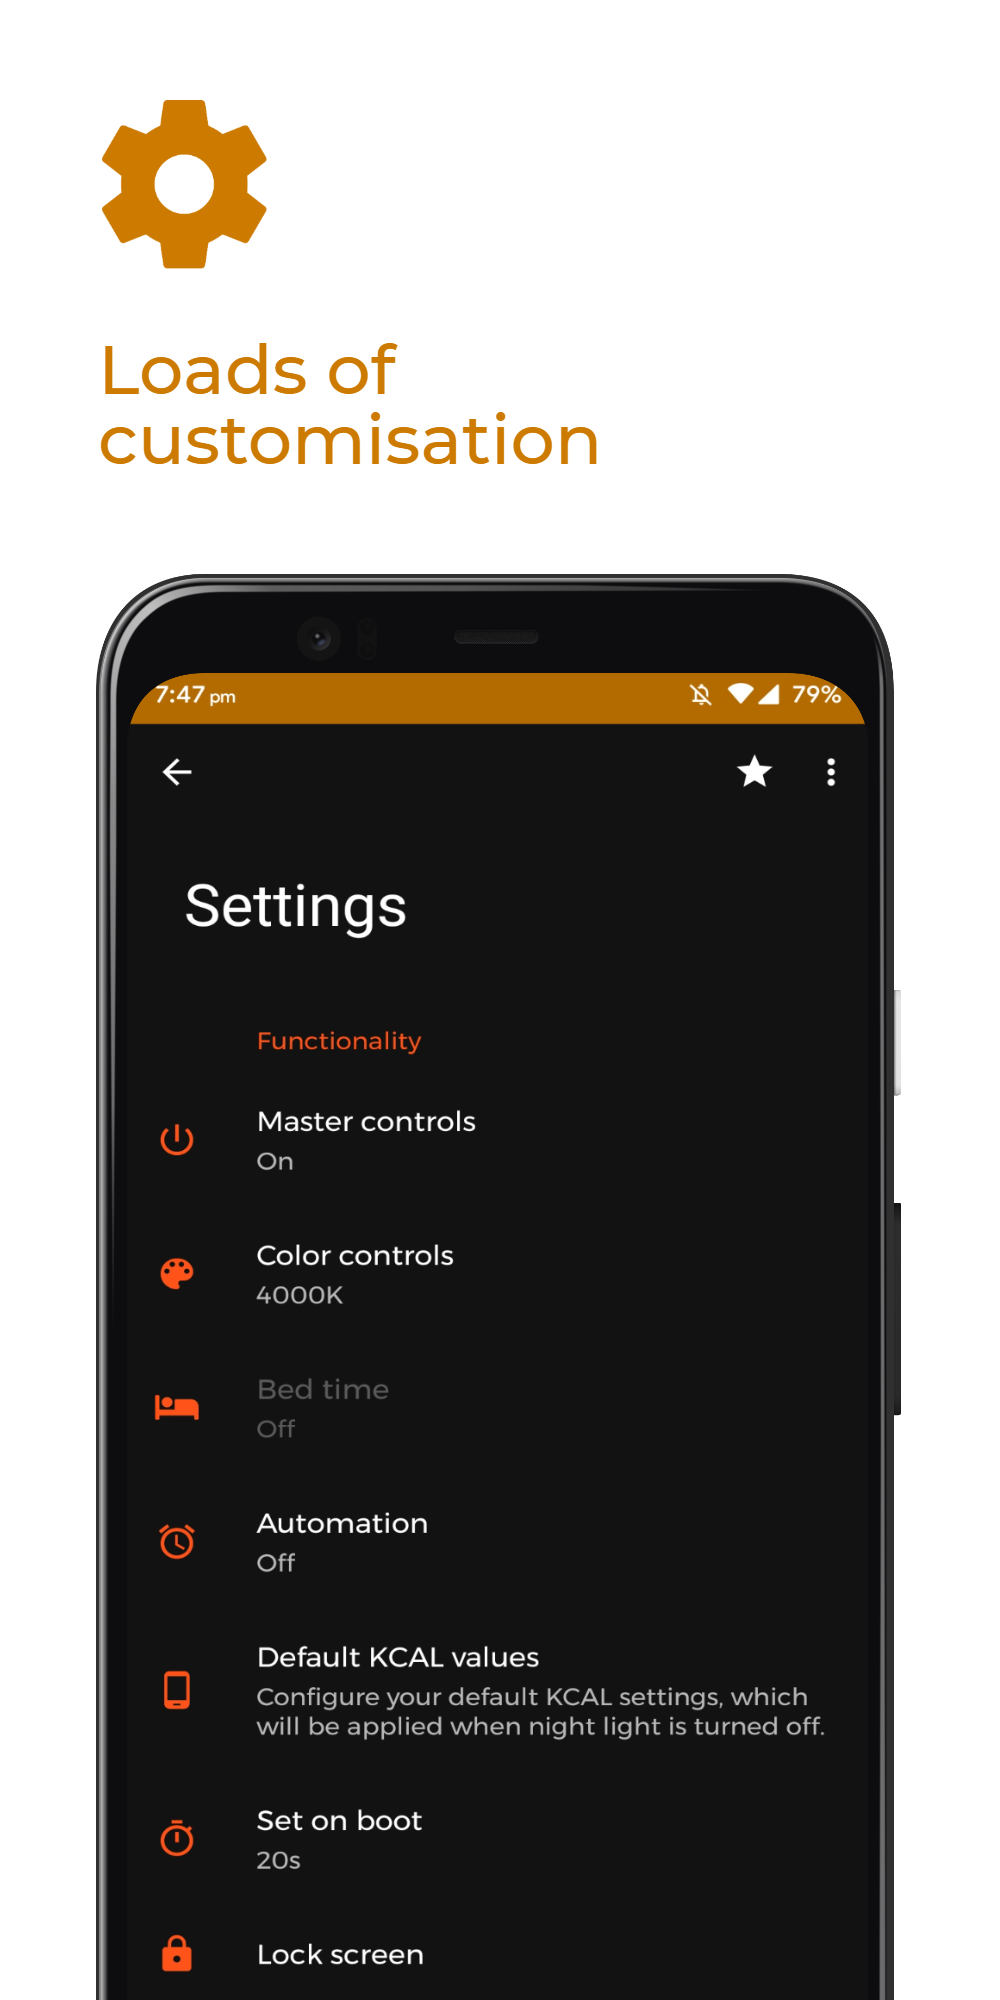 Loads of
customisation
7:47 pm
79%
Settings
Functionality
Master controls
On
Color controls
4000K
Bed time
Off
Automation
Off
Default KCAL values
Configure your default KCAL settings, which
will be applied when night light is turned off.
Set on boot
20s
Lock screen